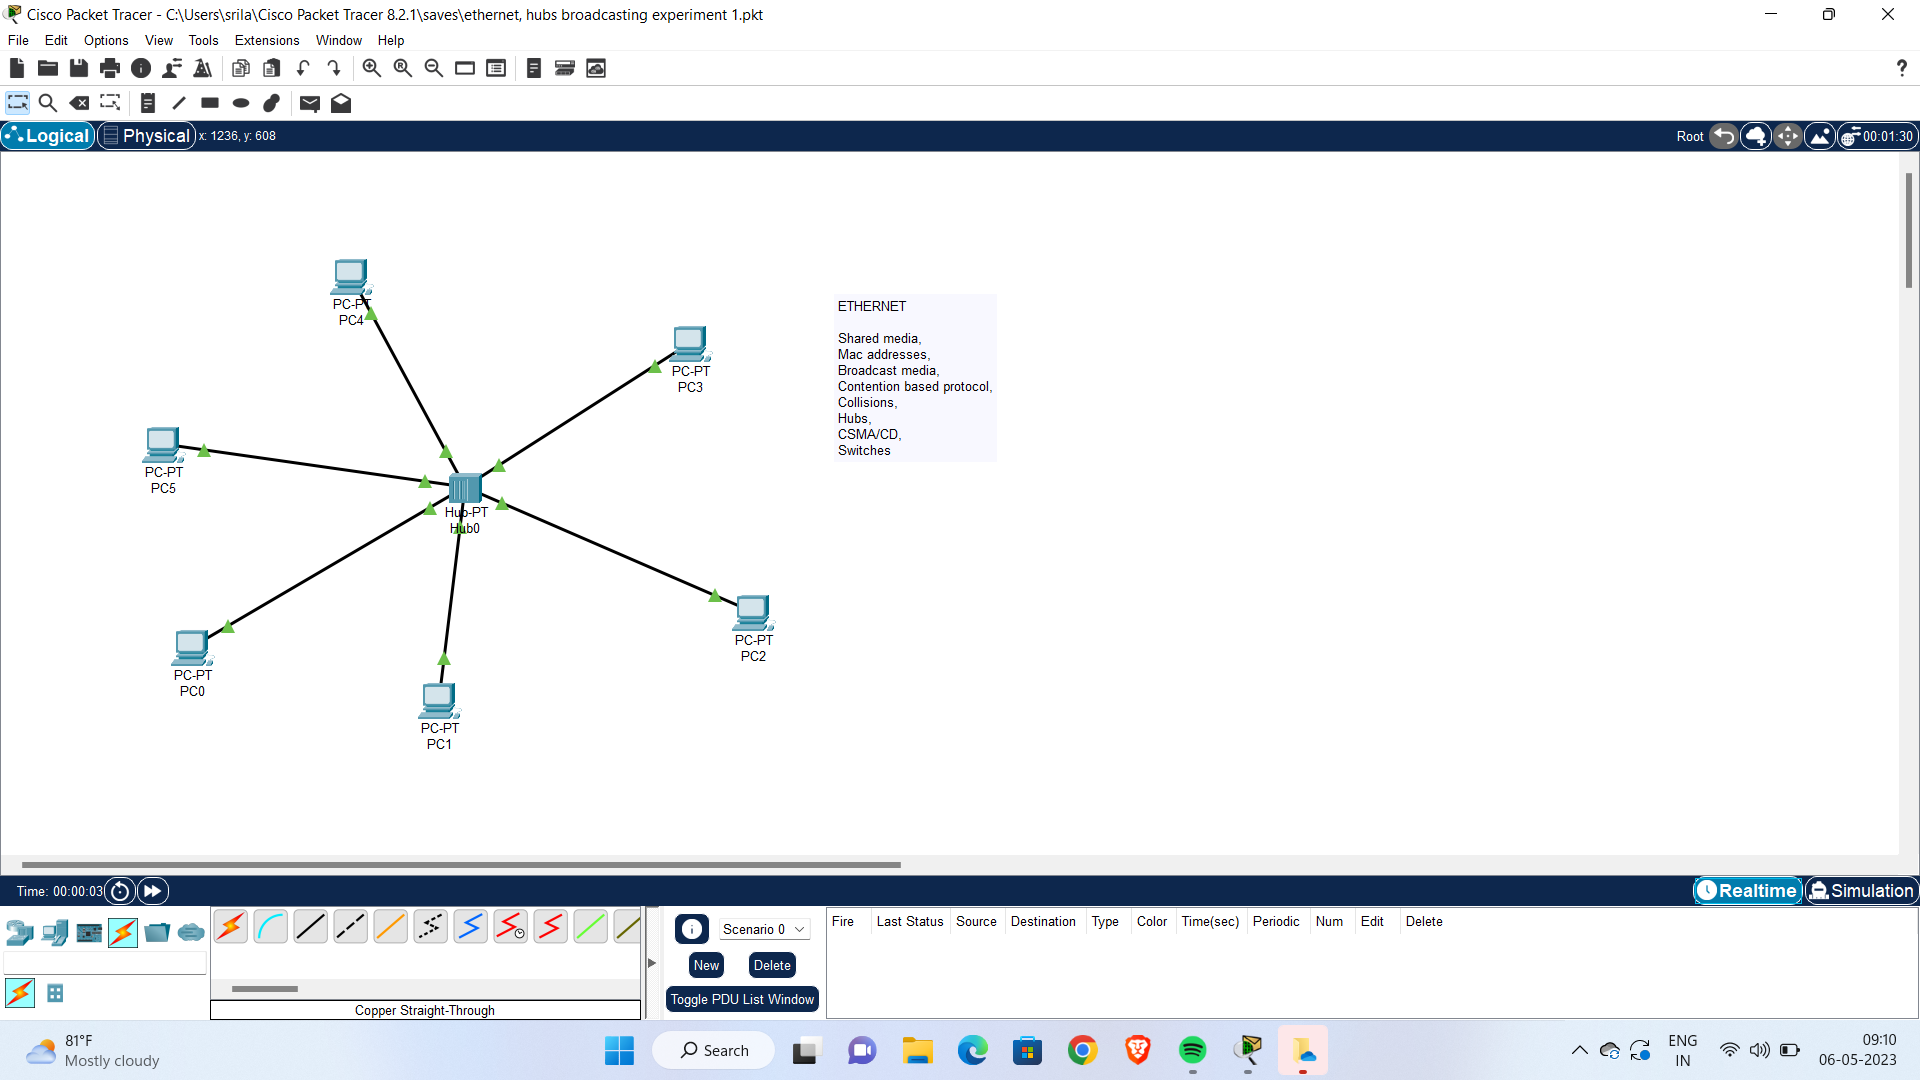 Cisco Packet Tracer - C:\Users\srila\Cisco Packet Tracer 8.2.1\saves\ethernet, hubs broadcasting experiment 1.pkt
File Edit Options View Tools Extensions Window Help
?
Logical Physical x: 1236, y: 608 Root 00:01:30
PC-PT
PC4
PC-PT
PC3
PC-PT
PC5
Hub-PT
Hub0
PC-PT
PC2
PC-PT
PC0
PC-PT
PC1
ETHERNET
Shared media,
Mac addresses,
Broadcast media,
Contention based protocol,
Collisions,
Hubs,
CSMA/CD,
Switches
Time: 00:00:03 Realtime Simulation
Scenario 0
New Delete
Toggle PDU List Window
Fire Last Status Source Destination Type Color Time(sec) Periodic Num Edit Delete
Copper Straight-Through
81°F
Mostly cloudy
Search
ENG
IN
09:10
06-05-2023